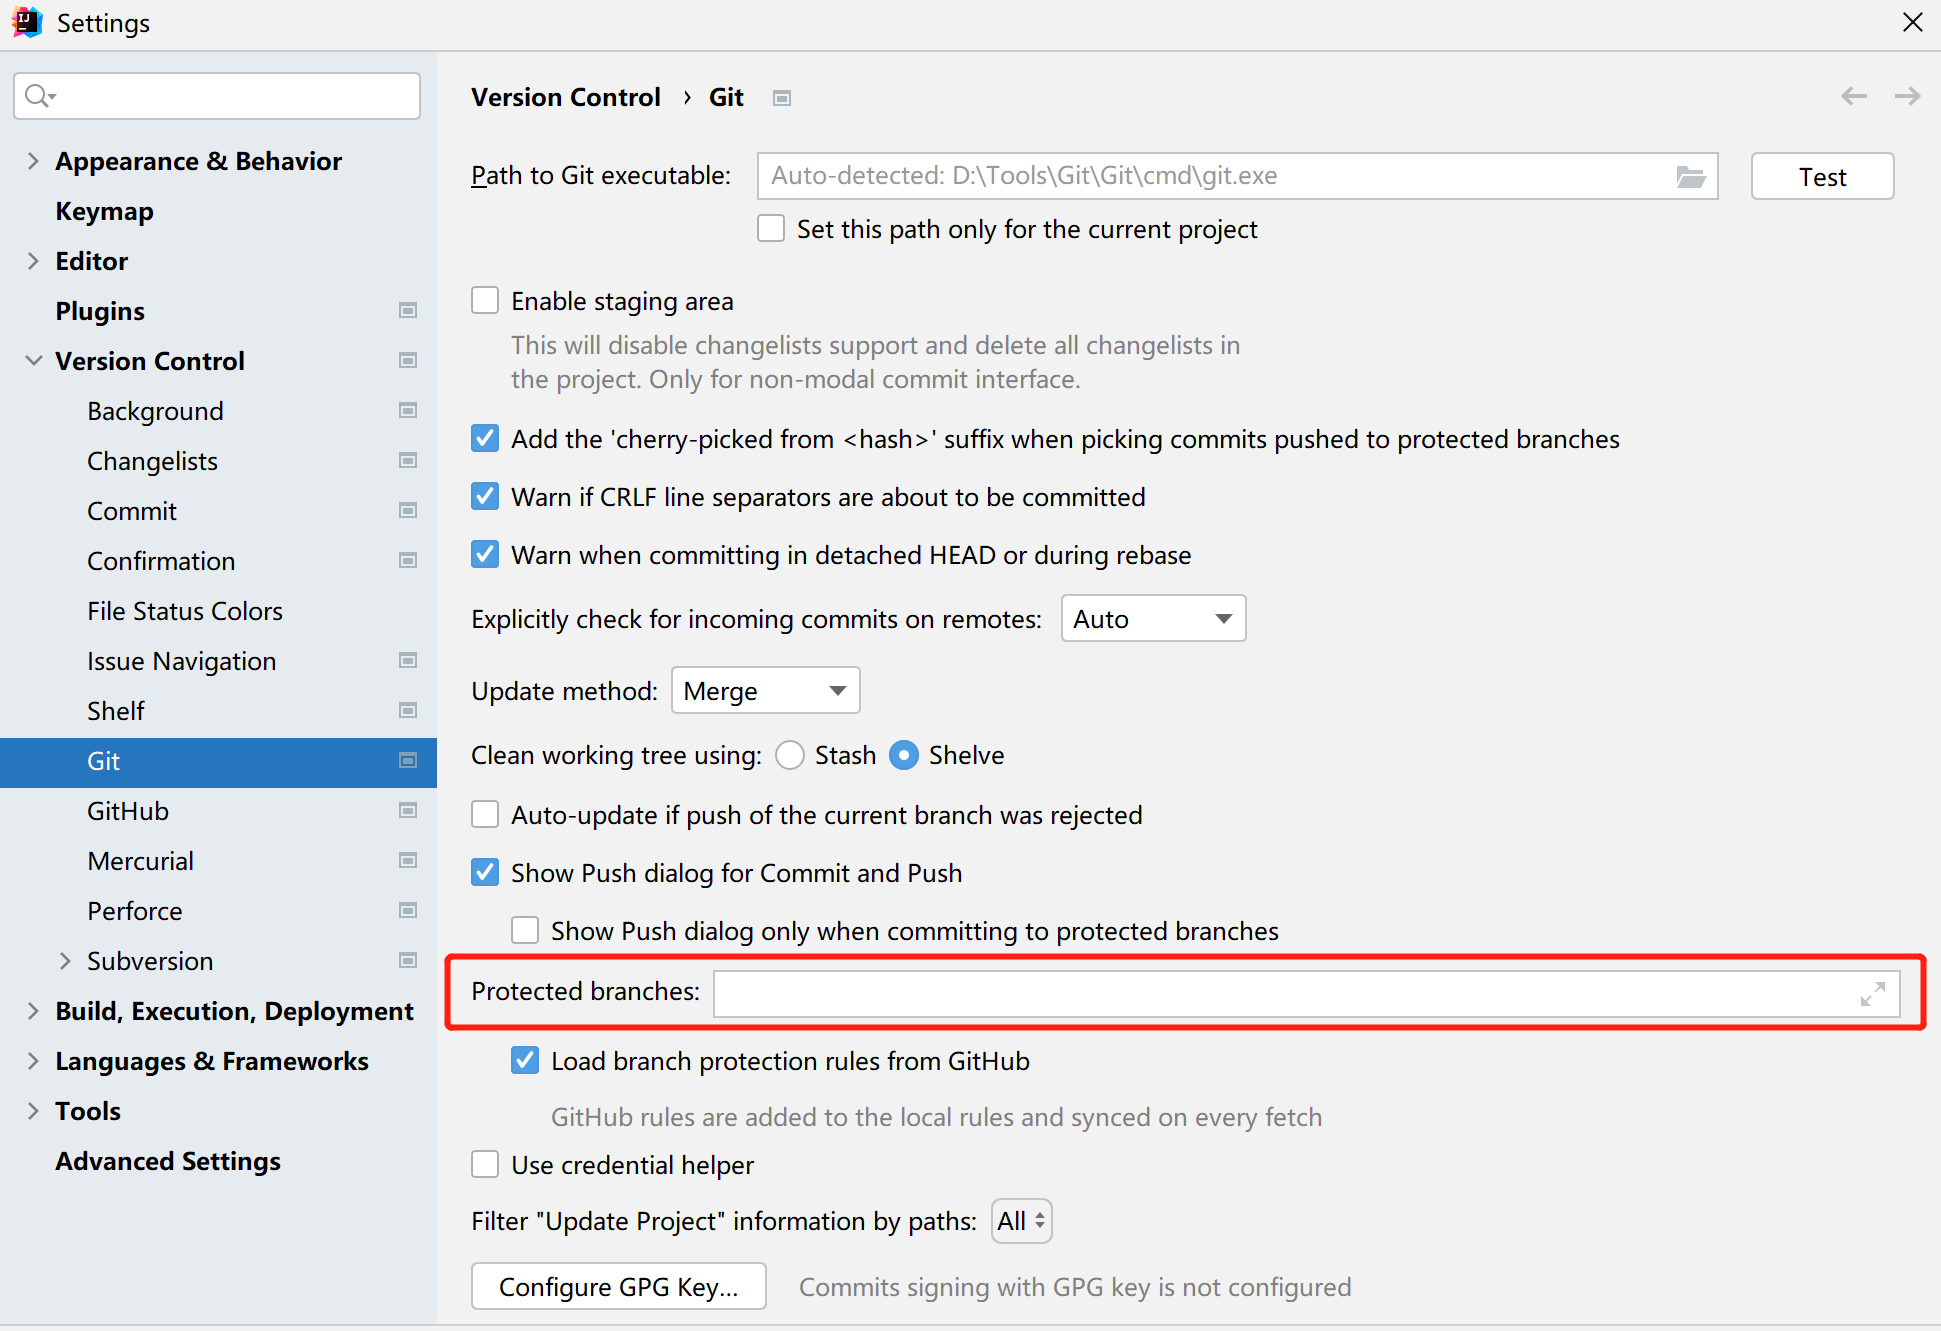 Settings
Appearance & Behavior
Keymap
Editor
Plugins
Version Control
Background
Changelists
Commit
Confirmation
File Status Colors
Issue Navigation
Shelf
Git
GitHub
Mercurial
Perforce
Subversion
Build, Execution, Deployment
Languages & Frameworks
Tools
Advanced Settings
Version Control › Git
Path to Git executable: Auto-detected: D:\Tools\Git\Git\cmd\git.exe Test
Set this path only for the current project
Enable staging area
This will disable changelists support and delete all changelists in
the project. Only for non-modal commit interface.
Add the 'cherry-picked from <hash>' suffix when picking commits pushed to protected branches
Warn if CRLF line separators are about to be committed
Warn when committing in detached HEAD or during rebase
Explicitly check for incoming commits on remotes: Auto
Update method: Merge
Clean working tree using: Stash Shelve
Auto-update if push of the current branch was rejected
Show Push dialog for Commit and Push
Show Push dialog only when committing to protected branches
Protected branches:
Load branch protection rules from GitHub
GitHub rules are added to the local rules and synced on every fetch
Use credential helper
Filter "Update Project" information by paths: All
Configure GPG Key... Commits signing with GPG key is not configured